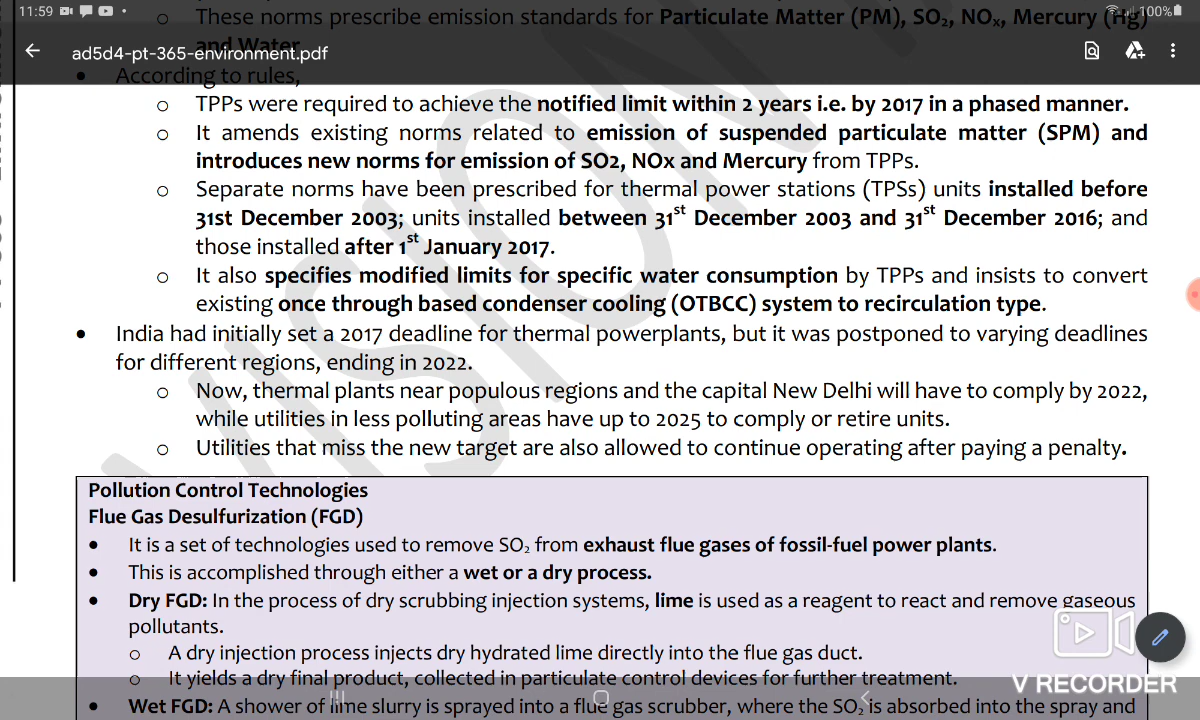 11:59
100%
○ These norms prescribe emission standards for Particulate Matter (PM), SO₂, NOₓ, Mercury (Hg)
and Water
ad5d4-pt-365-environment.pdf
• According to rules,
○ TPPs were required to achieve the notified limit within 2 years i.e. by 2017 in a phased manner.
○ It amends existing norms related to emission of suspended particulate matter (SPM) and
introduces new norms for emission of SO2, NOx and Mercury from TPPs.
○ Separate norms have been prescribed for thermal power stations (TPSs) units installed before
31st December 2003; units installed between 31st December 2003 and 31st December 2016; and
those installed after 1st January 2017.
○ It also specifies modified limits for specific water consumption by TPPs and insists to convert
existing once through based condenser cooling (OTBCC) system to recirculation type.
• India had initially set a 2017 deadline for thermal powerplants, but it was postponed to varying deadlines
for different regions, ending in 2022.
○ Now, thermal plants near populous regions and the capital New Delhi will have to comply by 2022,
while utilities in less polluting areas have up to 2025 to comply or retire units.
○ Utilities that miss the new target are also allowed to continue operating after paying a penalty.
Pollution Control Technologies
Flue Gas Desulfurization (FGD)
• It is a set of technologies used to remove SO₂ from exhaust flue gases of fossil-fuel power plants.
• This is accomplished through either a wet or a dry process.
• Dry FGD: In the process of dry scrubbing injection systems, lime is used as a reagent to react and remove gaseous
pollutants.
○ A dry injection process injects dry hydrated lime directly into the flue gas duct.
○ It yields a dry final product, collected in particulate control devices for further treatment.
• Wet FGD: A shower of lime slurry is sprayed into a flue gas scrubber, where the SO₂ is absorbed into the spray and
V RECORDER
VISION